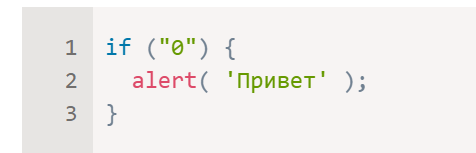 1 if ("0") {
2   alert( 'Привет' );
3 }